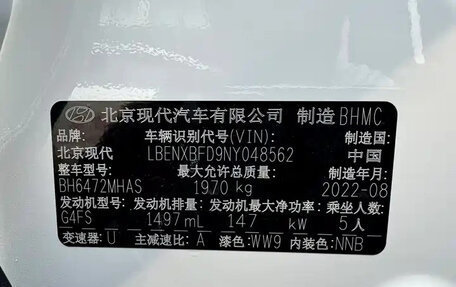 北京现代汽车有限公司 制造 BHMC
品牌: 车辆识别代号(VIN): 制造国:
北京现代 LBENXBFD9NY048562 中国
整车型号: 最大允许总质量: 制造年月:
BH6472MHAS 1970 kg 2022-08
发动机型号: 发动机排量: 发动机最大净功率: 乘坐人数:
G4FS 1497 mL 147 kW 5 人
变速器: U 主减速比: A 漆色: WW9 内装色: NNB